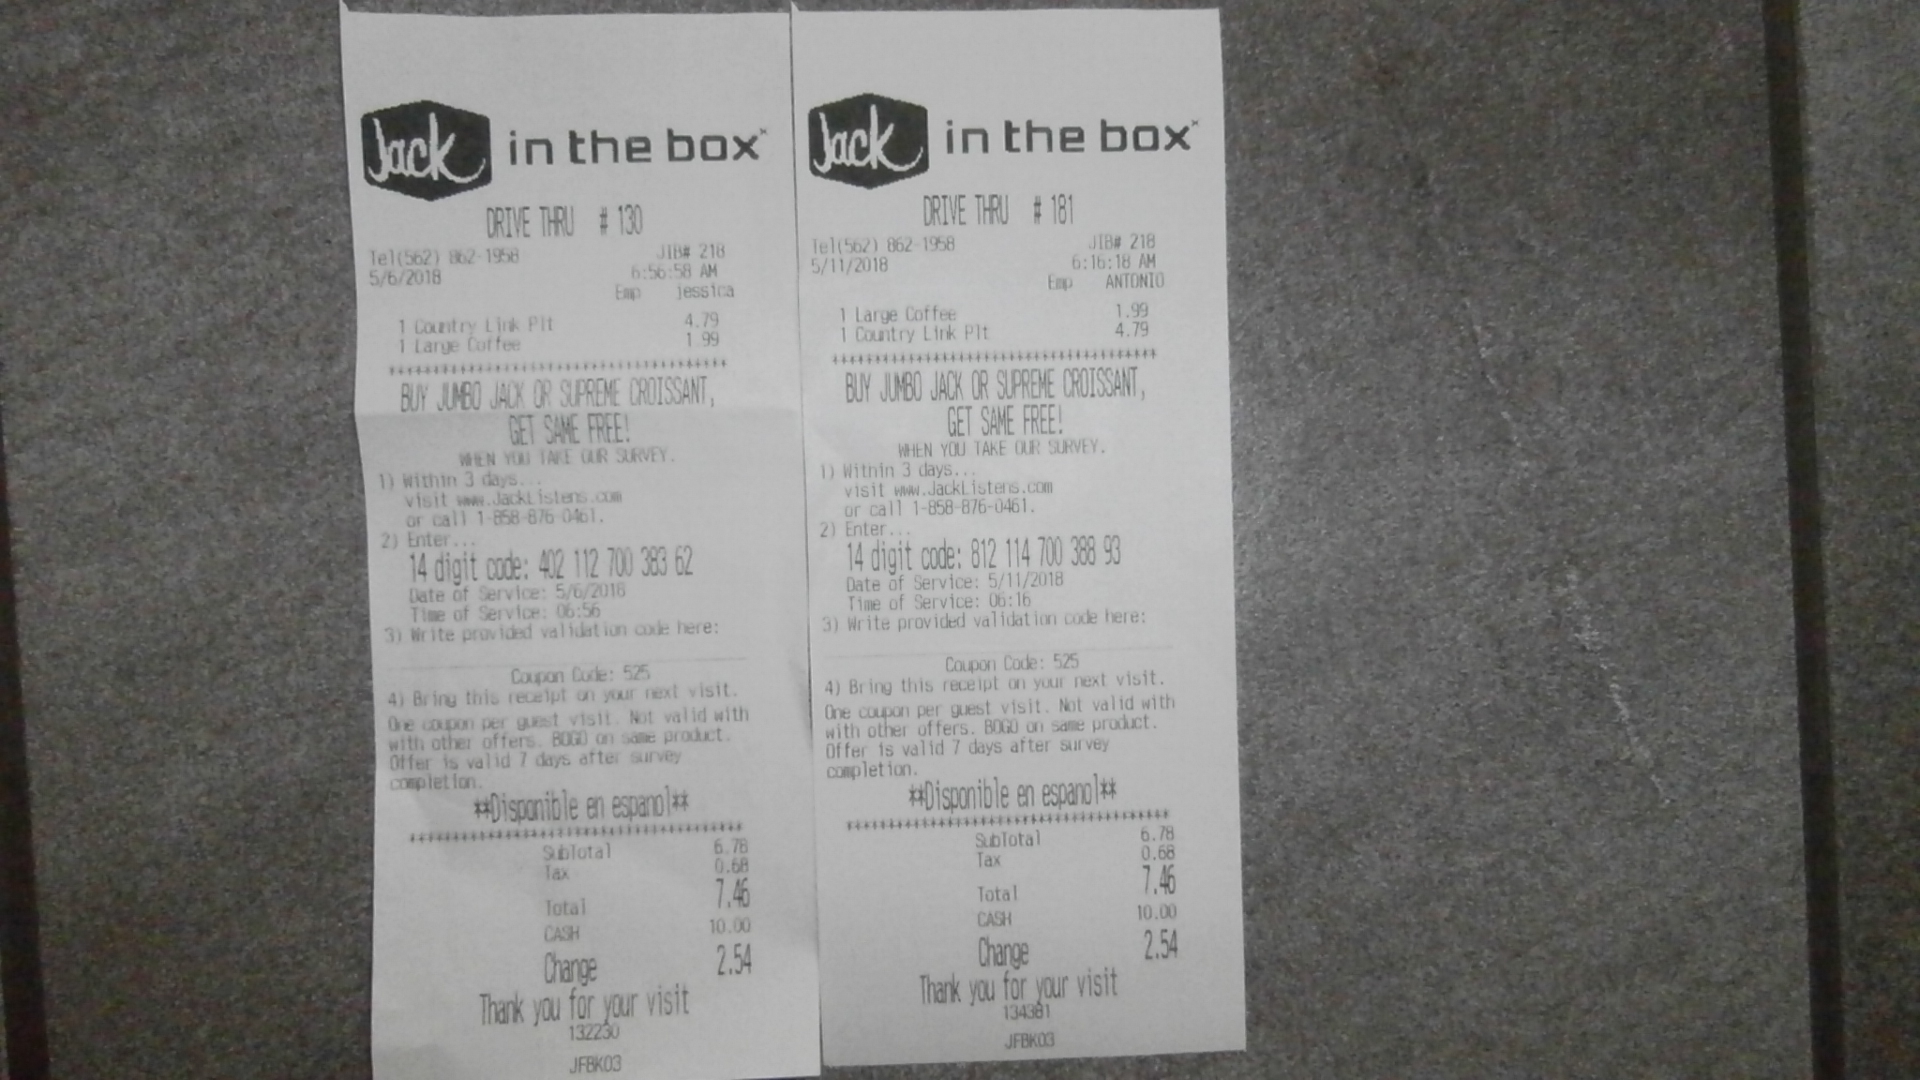 Jack in the box
DRIVE THRU # 130
Tel(562) 862-1958 JIB# 218
5/6/2018 6:56:58 AM
Emp jessica
1 Country Link Plt 4.79
1 Large Coffee 1.99
****************************************
BUY JUMBO JACK OR SUPREME CROISSANT,
GET SAME FREE!
WHEN YOU TAKE OUR SURVEY.
1) Within 3 days...
visit www.JackListens.com
or call 1-858-876-0461.
2) Enter...
14 digit code: 402 112 700 383 62
Date of Service: 5/6/2018
Time of Service: 06:56
3) Write provided validation code here:
Coupon Code: 525
4) Bring this receipt on your next visit.
One coupon per guest visit. Not valid with
with other offers. BOGO on same product.
Offer is valid 7 days after survey
completion.
**Disponible en espanol**
****************************************
SubTotal 6.78
Tax 0.68
Total 7.46
CASH 10.00
Change 2.54
Thank you for your visit
132230
JFBK03
Jack in the box
DRIVE THRU # 181
Tel(562) 862-1958 JIB# 218
5/11/2018 6:16:18 AM
Emp ANTONIO
1 Large Coffee 1.99
1 Country Link Plt 4.79
****************************************
BUY JUMBO JACK OR SUPREME CROISSANT,
GET SAME FREE!
WHEN YOU TAKE OUR SURVEY.
1) Within 3 days...
visit www.JackListens.com
or call 1-858-876-0461.
2) Enter...
14 digit code: 812 114 700 388 93
Date of Service: 5/11/2018
Time of Service: 06:16
3) Write provided validation code here:
Coupon Code: 525
4) Bring this receipt on your next visit.
One coupon per guest visit. Not valid with
with other offers. BOGO on same product.
Offer is valid 7 days after survey
completion.
**Disponible en espanol**
****************************************
SubTotal 6.78
Tax 0.68
Total 7.46
CASH 10.00
Change 2.54
Thank you for your visit
134381
JFBK03